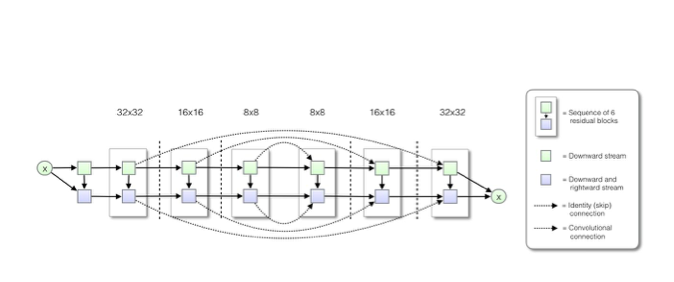 32x32 16x16 8x8 8x8 16x16 32x32
x
x
= Sequence of 6
residual blocks
= Downward stream
= Downward and
rightward stream
= Identity (skip)
connection
= Convolutional
connection